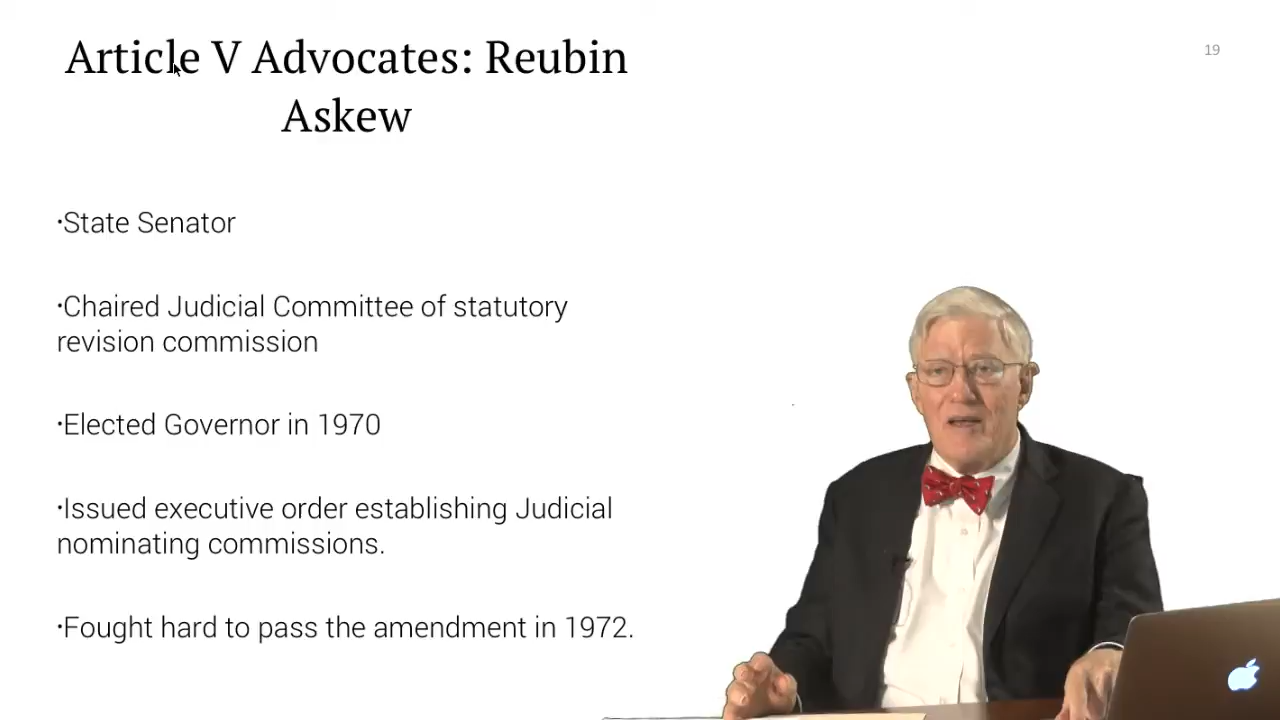 Article V Advocates: Reubin
Askew
19
·State Senator
·Chaired Judicial Committee of statutory
revision commission
·Elected Governor in 1970
·Issued executive order establishing Judicial
nominating commissions.
·Fought hard to pass the amendment in 1972.